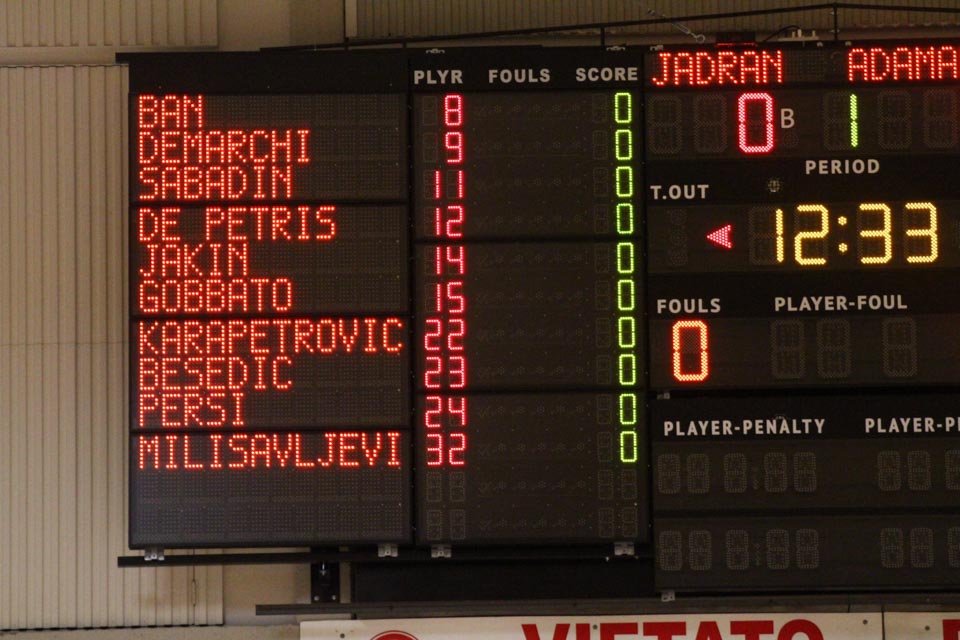 PLYR FOULS SCORE
BAN 8 0
DEMARCHI 9 0
SABADIN 11 0
DE PETRIS 12 0
JAKIN 14 0
GOBBATO 15 0
KARAPETROVIC 22 0
BESEDIC 23 0
PERSI 24 0
MILISAVLJEVI 32 0
JADRAN ADAMA
0 B 1
PERIOD
T.OUT
12:33
FOULS PLAYER-FOUL
0
PLAYER-PENALTY
VIETATO